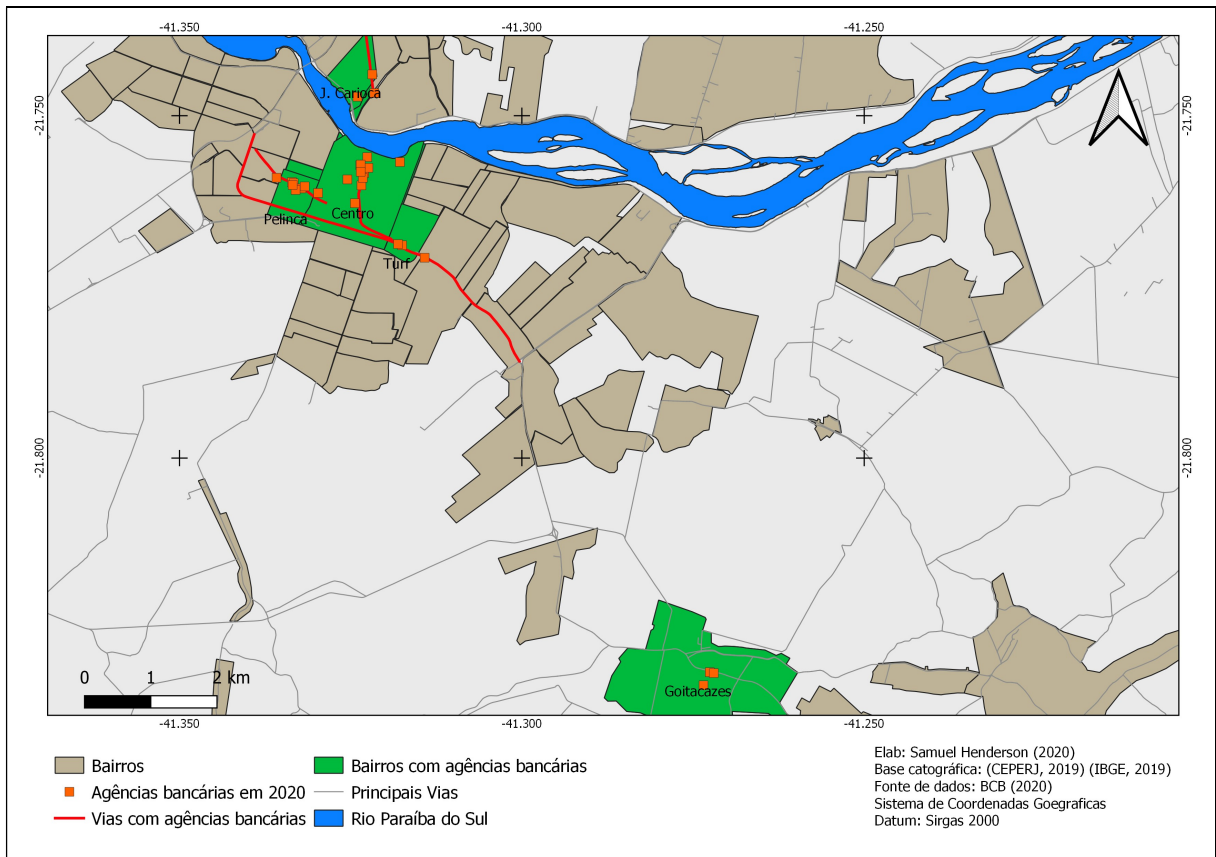 -41.350 -41.300 -41.250
-21.750 -21.750
J. Carioca
Pelinca
Centro
Turf
-21.800 -21.800
0 1 2 km
Goitacazes
-41.350 -41.300 -41.250
Bairros
Bairros com agências bancárias
Agências bancárias em 2020
Principais Vias
Vias com agências bancárias
Rio Paraíba do Sul
Elab: Samuel Henderson (2020)
Base catográfica: (CEPERJ, 2019) (IBGE, 2019)
Fonte de dados: BCB (2020)
Sistema de Coordenadas Goegraficas
Datum: Sirgas 2000